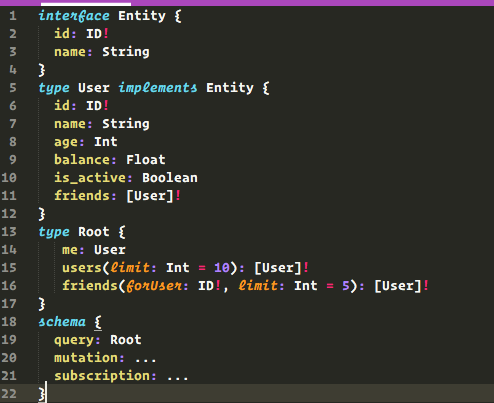 1 interface Entity {
2 id: ID!
3 name: String
4 }
5 type User implements Entity {
6 id: ID!
7 name: String
8 age: Int
9 balance: Float
10 is_active: Boolean
11 friends: [User]!
12 }
13 type Root {
14 me: User
15 users(limit: Int = 10): [User]!
16 friends(forUser: ID!, limit: Int = 5): [User]!
17 }
18 schema {
19 query: Root
20 mutation: ...
21 subscription: ...
22 }